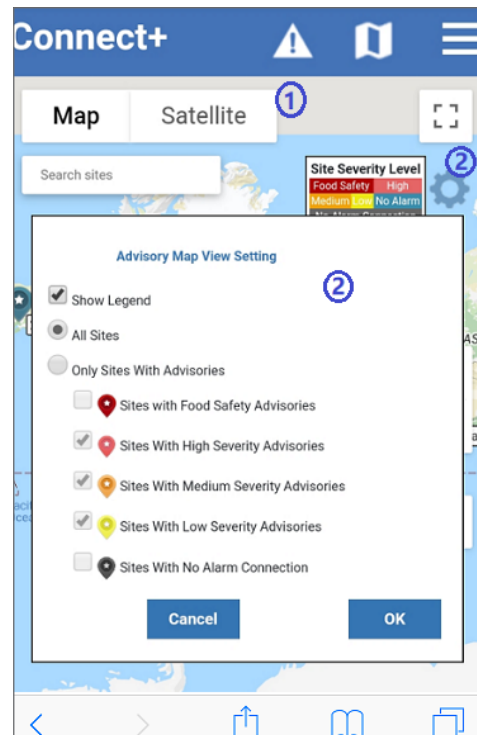 Connect+
Map
Satellite
1
Search sites
2
Site Severity Level
Food Safety High
Medium Low No Alarm
No Alarm Connection
Advisory Map View Setting
2
Show Legend
All Sites
Only Sites With Advisories
Sites with Food Safety Advisories
Sites With High Severity Advisories
Sites With Medium Severity Advisories
Sites With Low Severity Advisories
Sites With No Alarm Connection
Cancel
OK